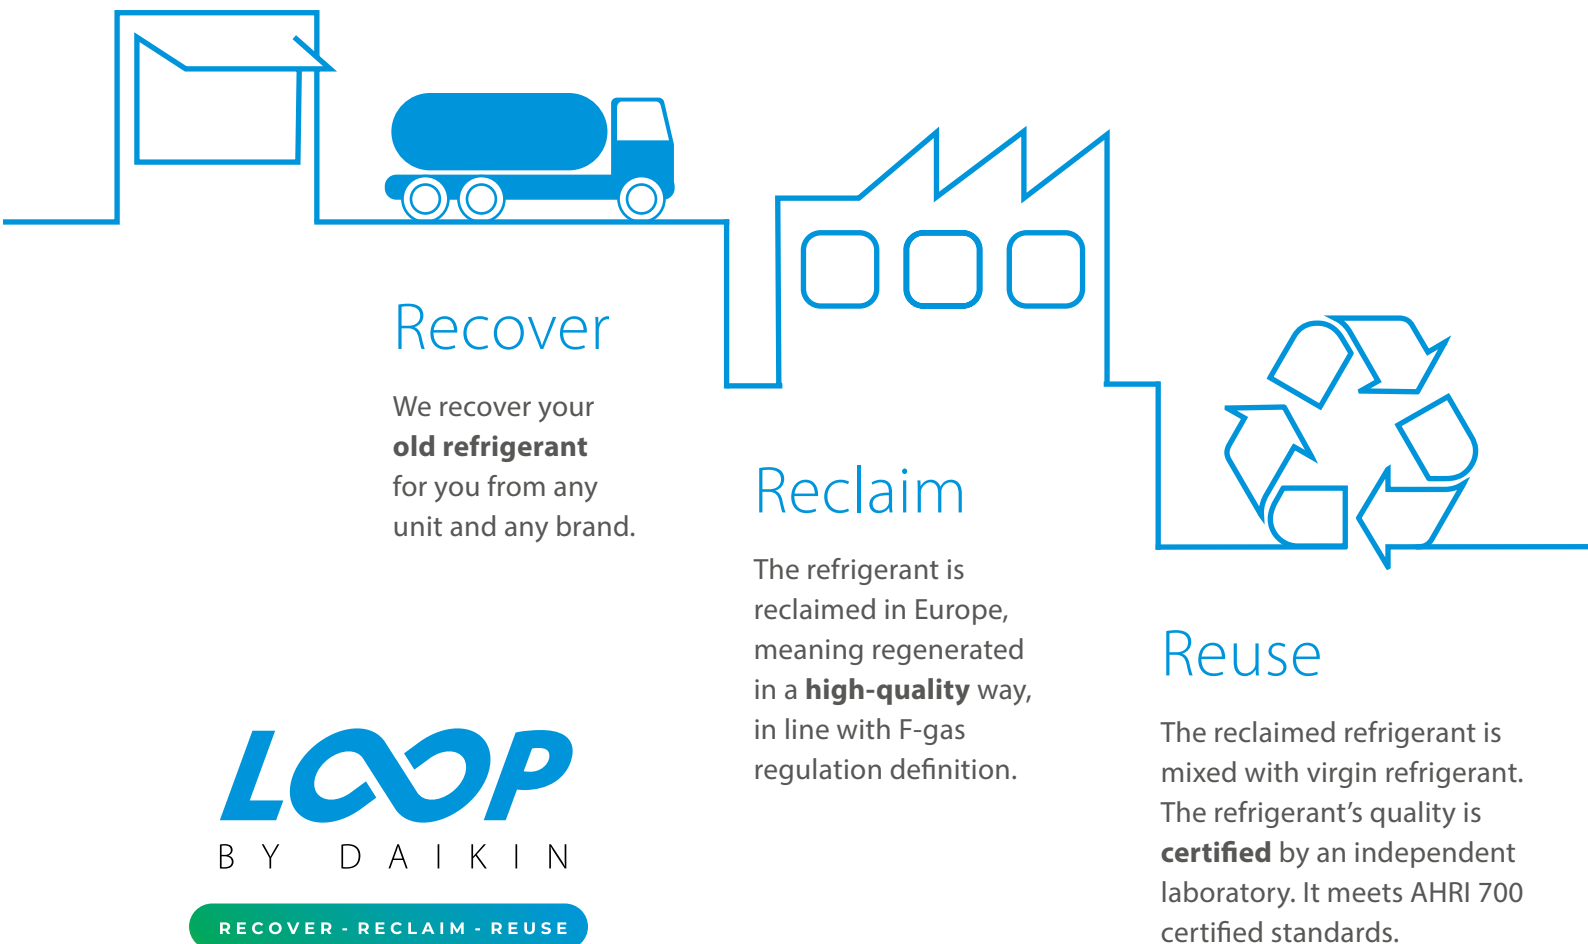 Recover
We recover your
old refrigerant
for you from any
unit and any brand.
Reclaim
The refrigerant is
reclaimed in Europe,
meaning regenerated
in a high-quality way,
in line with F-gas
regulation definition.
Reuse
The reclaimed refrigerant is
mixed with virgin refrigerant.
The refrigerant’s quality is
certified by an independent
laboratory. It meets AHRI 700
certified standards.
LOOP
BY DAIKIN
RECOVER - RECLAIM - REUSE